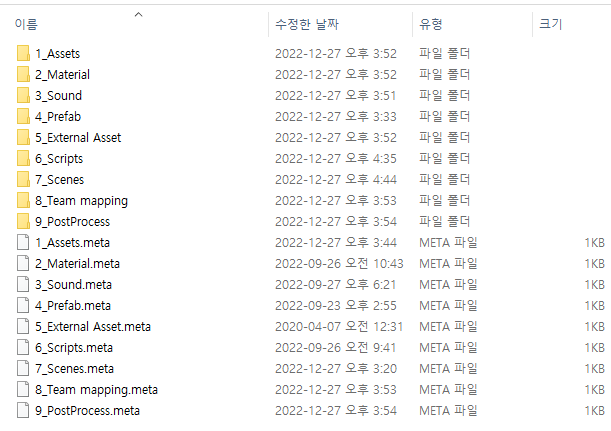 이름 수정한 날짜 유형 크기
1_Assets 2022-12-27 오후 3:52 파일 폴더
2_Material 2022-12-27 오후 3:52 파일 폴더
3_Sound 2022-12-27 오후 3:51 파일 폴더
4_Prefab 2022-12-27 오후 3:33 파일 폴더
5_External Asset 2022-12-27 오후 3:52 파일 폴더
6_Scripts 2022-12-27 오후 4:35 파일 폴더
7_Scenes 2022-12-27 오후 4:44 파일 폴더
8_Team mapping 2022-12-27 오후 3:53 파일 폴더
9_PostProcess 2022-12-27 오후 3:54 파일 폴더
1_Assets.meta 2022-12-27 오후 3:44 META 파일 1KB
2_Material.meta 2022-09-26 오전 10:43 META 파일 1KB
3_Sound.meta 2022-09-27 오후 6:21 META 파일 1KB
4_Prefab.meta 2022-09-23 오후 2:55 META 파일 1KB
5_External Asset.meta 2020-04-07 오전 12:31 META 파일 1KB
6_Scripts.meta 2022-09-26 오전 9:41 META 파일 1KB
7_Scenes.meta 2022-12-27 오후 3:20 META 파일 1KB
8_Team mapping.meta 2022-12-27 오후 3:53 META 파일 1KB
9_PostProcess.meta 2022-12-27 오후 3:54 META 파일 1KB